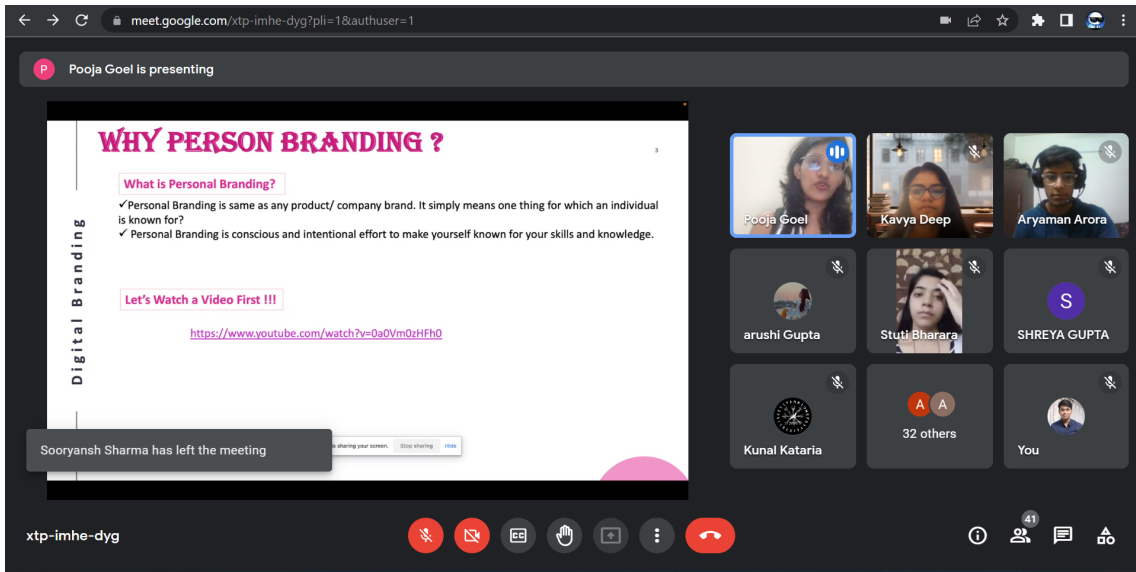 meet.google.com/xtp-imhe-dyg?pli=1&authuser=1
P
Pooja Goel is presenting
WHY PERSON BRANDING ?
3
What is Personal Branding?
✓Personal Branding is same as any product/ company brand. It simply means one thing for which an individual
is known for?
✓ Personal Branding is conscious and intentional effort to make yourself known for your skills and knowledge.
Digital Branding
Let's Watch a Video First !!!
https://www.youtube.com/watch?v=0a0Vm0zHFh0
Sooryansh Sharma has left the meeting
sharing your screen.
Stop sharing
Hide
Pooja Goel
Kavya Deep
Aryaman Arora
arushi Gupta
Stuti Bharara
S
SHREYA GUPTA
Kunal Kataria
A A
32 others
You
xtp-imhe-dyg
CC
41